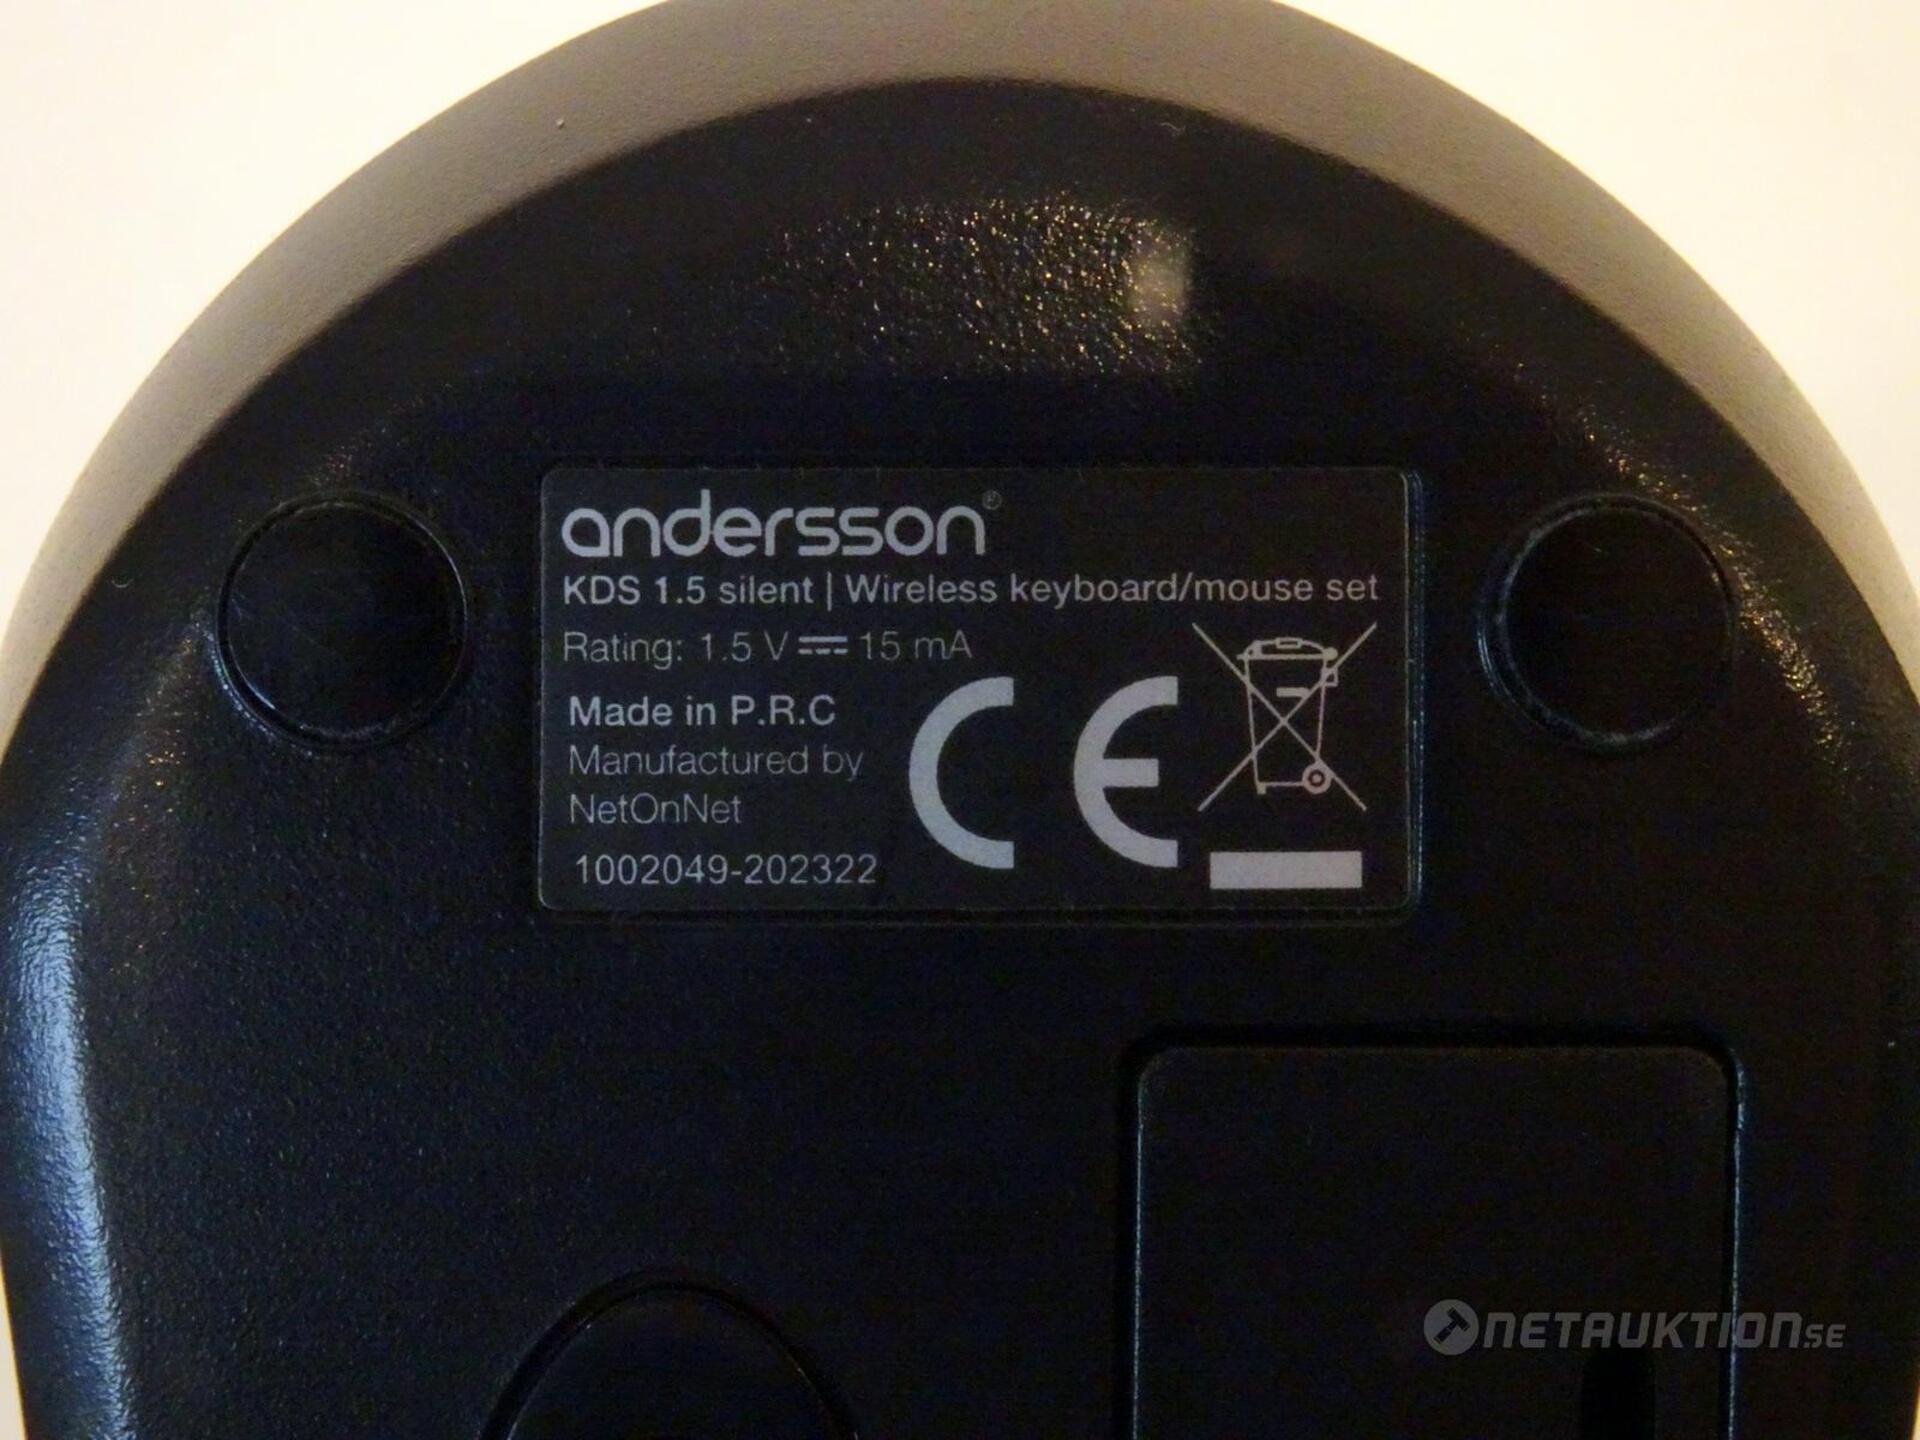 andersson®
KDS 1.5 silent | Wireless keyboard/mouse set
Rating: 1.5 V ⎓ 15 mA
Made in P.R.C
Manufactured by
NetOnNet
1002049-202322
CE
NETAUKTION.SE